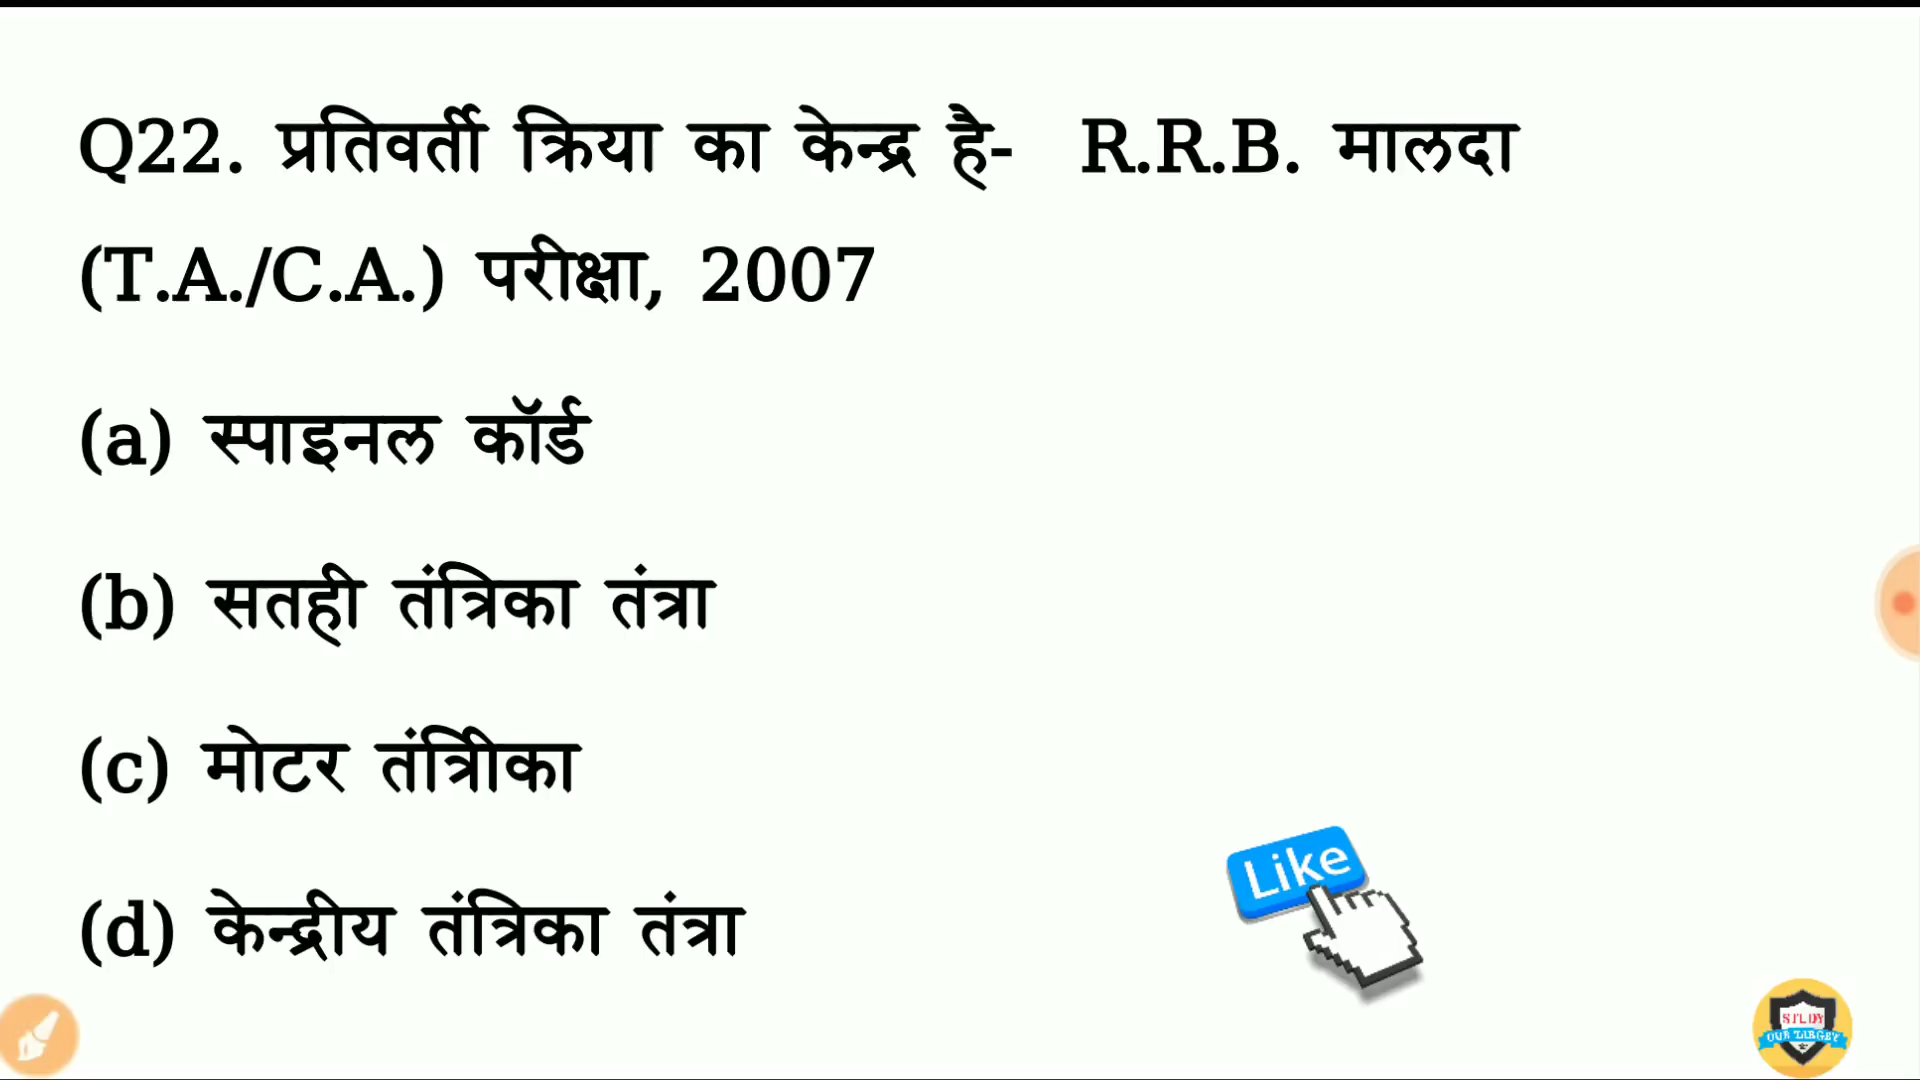 Q22. प्रतिवर्ती क्रिया का केन्द्र है- R.R.B. मालदा
(T.A./C.A.) परीक्षा, 2007
(a) स्पाइनल कॉर्ड
(b) सतही तंत्रिका तंत्रा
(c) मोटर तंत्रिीका
(d) केन्द्रीय तंत्रिका तंत्रा
Like
STUDY
OUR TARGET